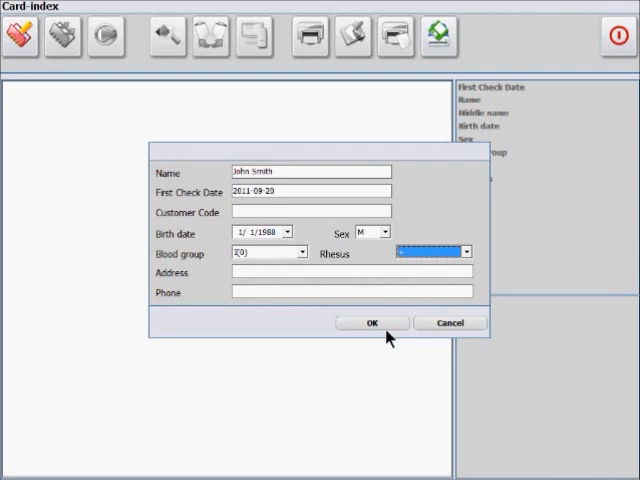 Card-index
First Check Date
Name
Middle name
Birth date
Sex
group
s
Name John Smith
First Check Date 2011-09-20
Customer Code
Birth date 1/ 1/1988 Sex M
Blood group I(0) Rhesus +
Address
Phone
OK Cancel